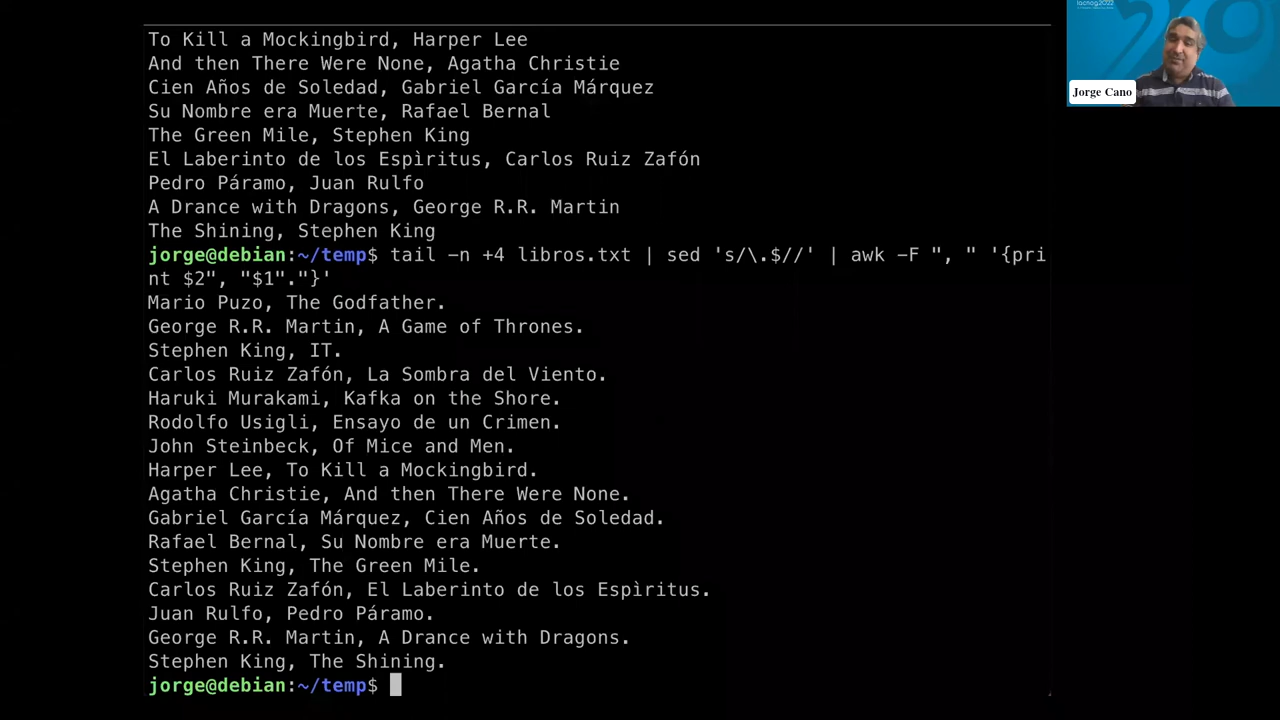 lacnog2022
To Kill a Mockingbird, Harper Lee
And then There Were None, Agatha Christie
Cien Años de Soledad, Gabriel García Márquez
Jorge Cano
Su Nombre era Muerte, Rafael Bernal
The Green Mile, Stephen King
El Laberinto de los Espìritus, Carlos Ruiz Zafón
Pedro Páramo, Juan Rulfo
A Drance with Dragons, George R.R. Martin
The Shining, Stephen King
jorge@debian:~/temp$ tail -n +4 libros.txt | sed 's/\.$//' | awk -F ", " '{pri
nt $2", "$1"."}'
Mario Puzo, The Godfather.
George R.R. Martin, A Game of Thrones.
Stephen King, IT.
Carlos Ruiz Zafón, La Sombra del Viento.
Haruki Murakami, Kafka on the Shore.
Rodolfo Usigli, Ensayo de un Crimen.
John Steinbeck, Of Mice and Men.
Harper Lee, To Kill a Mockingbird.
Agatha Christie, And then There Were None.
Gabriel García Márquez, Cien Años de Soledad.
Rafael Bernal, Su Nombre era Muerte.
Stephen King, The Green Mile.
Carlos Ruiz Zafón, El Laberinto de los Espìritus.
Juan Rulfo, Pedro Páramo.
George R.R. Martin, A Drance with Dragons.
Stephen King, The Shining.
jorge@debian:~/temp$